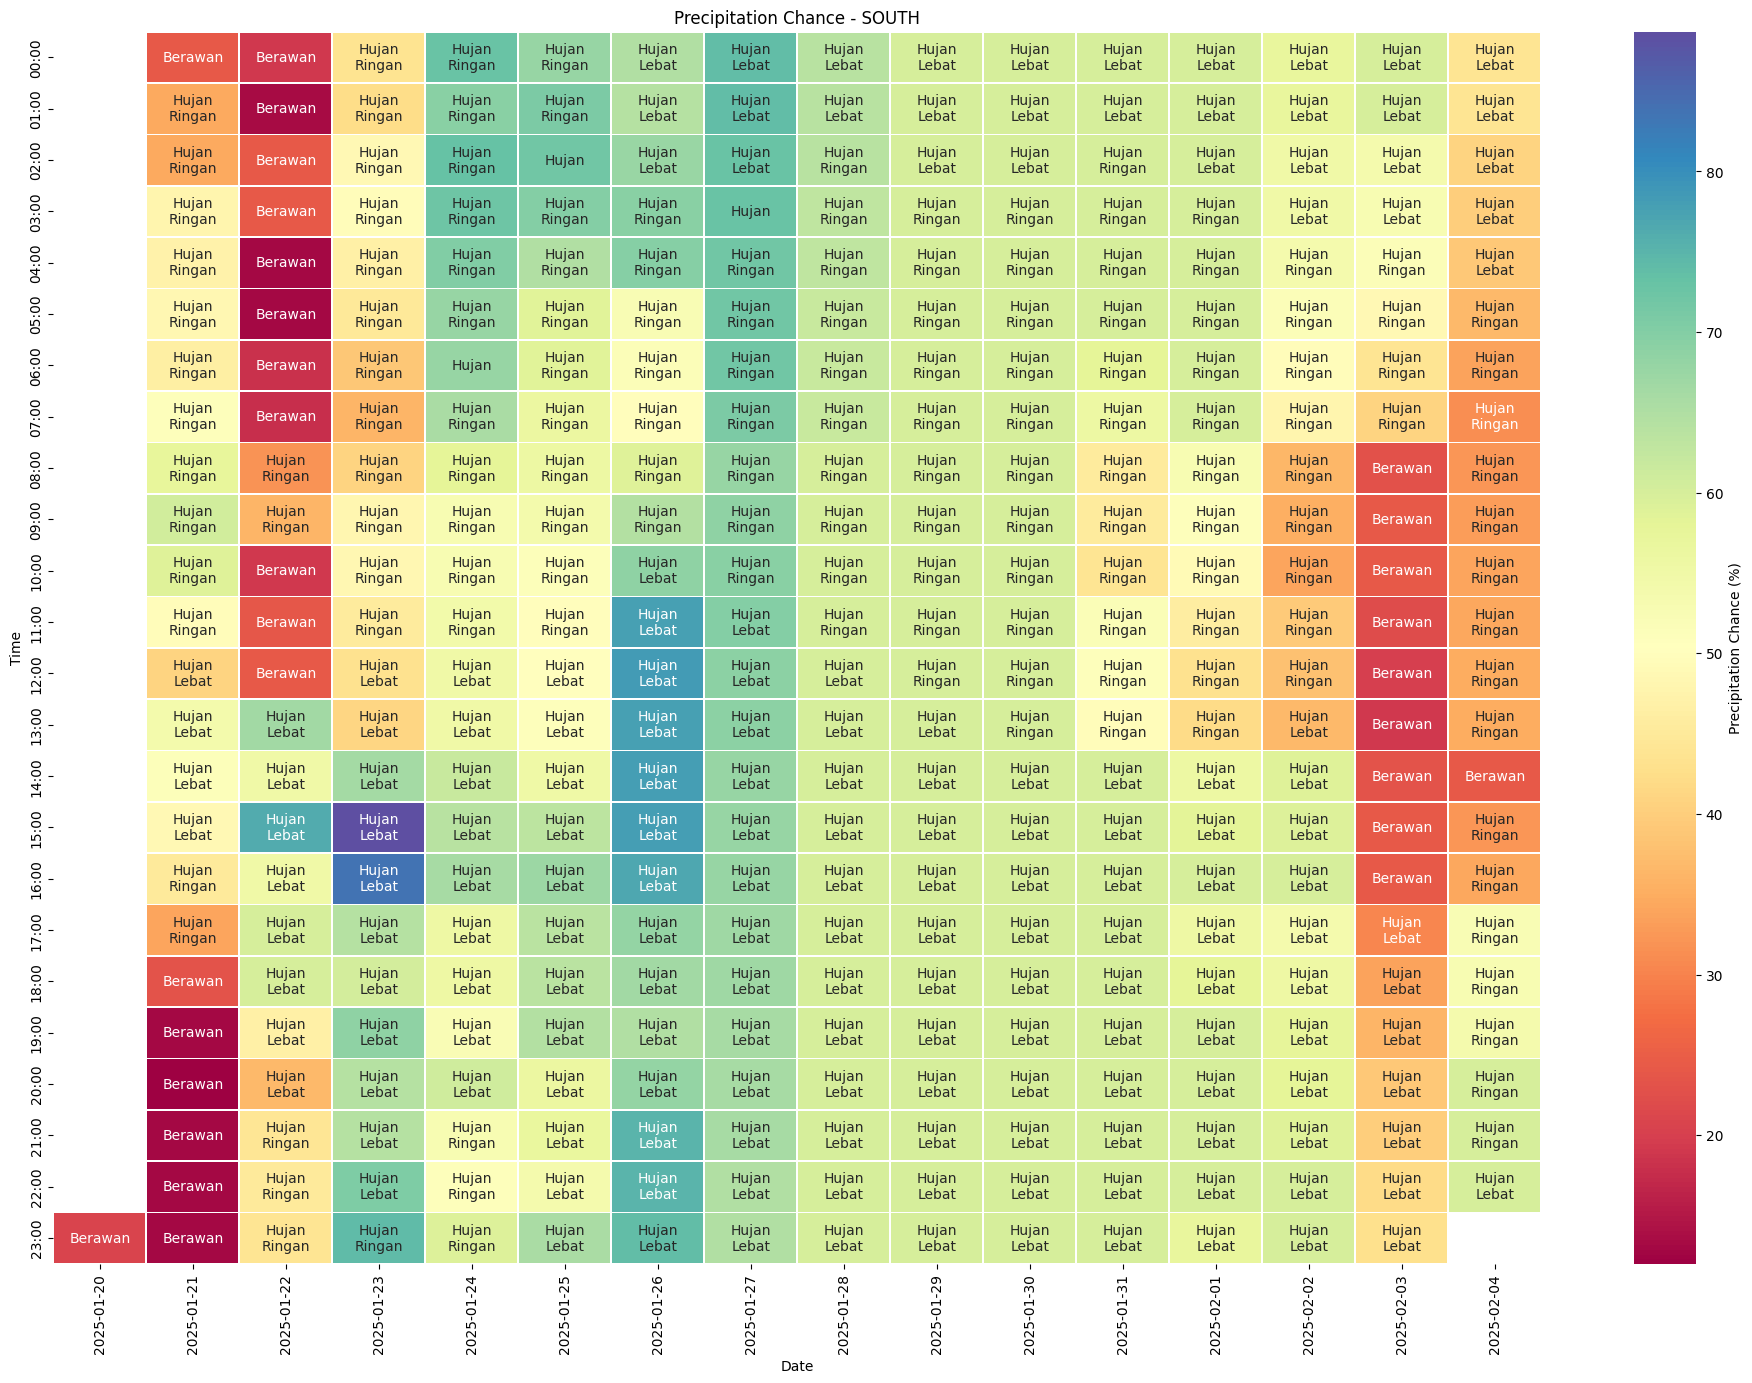 Precipitation Chance - SOUTH
00:00 Berawan Berawan Hujan Ringan Hujan Ringan Hujan Ringan Hujan Lebat Hujan Lebat Hujan Lebat Hujan Lebat Hujan Lebat Hujan Lebat Hujan Lebat Hujan Lebat Hujan Lebat Hujan Lebat
01:00 Hujan Ringan Berawan Hujan Ringan Hujan Ringan Hujan Ringan Hujan Lebat Hujan Lebat Hujan Lebat Hujan Lebat Hujan Lebat Hujan Lebat Hujan Lebat Hujan Lebat Hujan Lebat Hujan Lebat
02:00 Hujan Ringan Berawan Hujan Ringan Hujan Ringan Hujan Hujan Lebat Hujan Lebat Hujan Ringan Hujan Lebat Hujan Lebat Hujan Ringan Hujan Lebat Hujan Lebat Hujan Lebat Hujan Lebat
03:00 Hujan Ringan Berawan Hujan Ringan Hujan Ringan Hujan Ringan Hujan Ringan Hujan Hujan Ringan Hujan Ringan Hujan Ringan Hujan Ringan Hujan Ringan Hujan Lebat Hujan Lebat Hujan Lebat
04:00 Hujan Ringan Berawan Hujan Ringan Hujan Ringan Hujan Ringan Hujan Ringan Hujan Ringan Hujan Ringan Hujan Ringan Hujan Ringan Hujan Ringan Hujan Ringan Hujan Ringan Hujan Ringan Hujan Lebat
05:00 Hujan Ringan Berawan Hujan Ringan Hujan Ringan Hujan Ringan Hujan Ringan Hujan Ringan Hujan Ringan Hujan Ringan Hujan Ringan Hujan Ringan Hujan Ringan Hujan Ringan Hujan Ringan Hujan Ringan
06:00 Hujan Ringan Berawan Hujan Ringan Hujan Hujan Ringan Hujan Ringan Hujan Ringan Hujan Ringan Hujan Ringan Hujan Ringan Hujan Ringan Hujan Ringan Hujan Ringan Hujan Ringan Hujan Ringan
07:00 Hujan Ringan Berawan Hujan Ringan Hujan Ringan Hujan Ringan Hujan Ringan Hujan Ringan Hujan Ringan Hujan Ringan Hujan Ringan Hujan Ringan Hujan Ringan Hujan Ringan Hujan Ringan Hujan Ringan
08:00 Hujan Ringan Hujan Ringan Hujan Ringan Hujan Ringan Hujan Ringan Hujan Ringan Hujan Ringan Hujan Ringan Hujan Ringan Hujan Ringan Hujan Ringan Hujan Ringan Hujan Ringan Berawan Hujan Ringan
09:00 Hujan Ringan Hujan Ringan Hujan Ringan Hujan Ringan Hujan Ringan Hujan Ringan Hujan Ringan Hujan Ringan Hujan Ringan Hujan Ringan Hujan Ringan Hujan Ringan Hujan Ringan Berawan Hujan Ringan
10:00 Hujan Ringan Berawan Hujan Ringan Hujan Ringan Hujan Ringan Hujan Lebat Hujan Ringan Hujan Ringan Hujan Ringan Hujan Ringan Hujan Ringan Hujan Ringan Hujan Ringan Berawan Hujan Ringan
11:00 Hujan Ringan Berawan Hujan Ringan Hujan Ringan Hujan Ringan Hujan Lebat Hujan Lebat Hujan Ringan Hujan Ringan Hujan Ringan Hujan Ringan Hujan Ringan Hujan Ringan Berawan Hujan Ringan
12:00 Hujan Lebat Berawan Hujan Lebat Hujan Lebat Hujan Lebat Hujan Lebat Hujan Lebat Hujan Lebat Hujan Ringan Hujan Ringan Hujan Ringan Hujan Ringan Hujan Ringan Berawan Hujan Ringan
13:00 Hujan Lebat Hujan Lebat Hujan Lebat Hujan Lebat Hujan Lebat Hujan Lebat Hujan Lebat Hujan Lebat Hujan Lebat Hujan Ringan Hujan Ringan Hujan Ringan Hujan Lebat Berawan Hujan Ringan
14:00 Hujan Lebat Hujan Lebat Hujan Lebat Hujan Lebat Hujan Lebat Hujan Lebat Hujan Lebat Hujan Lebat Hujan Lebat Hujan Lebat Hujan Lebat Hujan Lebat Hujan Lebat Berawan Berawan
15:00 Hujan Lebat Hujan Lebat Hujan Lebat Hujan Lebat Hujan Lebat Hujan Lebat Hujan Lebat Hujan Lebat Hujan Lebat Hujan Lebat Hujan Lebat Hujan Lebat Hujan Lebat Berawan Hujan Ringan
16:00 Hujan Ringan Hujan Lebat Hujan Lebat Hujan Lebat Hujan Lebat Hujan Lebat Hujan Lebat Hujan Lebat Hujan Lebat Hujan Lebat Hujan Lebat Hujan Lebat Hujan Lebat Berawan Hujan Ringan
17:00 Hujan Ringan Hujan Lebat Hujan Lebat Hujan Lebat Hujan Lebat Hujan Lebat Hujan Lebat Hujan Lebat Hujan Lebat Hujan Lebat Hujan Lebat Hujan Lebat Hujan Lebat Hujan Lebat Hujan Ringan
18:00 Berawan Hujan Lebat Hujan Lebat Hujan Lebat Hujan Lebat Hujan Lebat Hujan Lebat Hujan Lebat Hujan Lebat Hujan Lebat Hujan Lebat Hujan Lebat Hujan Lebat Hujan Lebat Hujan Ringan
19:00 Berawan Hujan Lebat Hujan Lebat Hujan Lebat Hujan Lebat Hujan Lebat Hujan Lebat Hujan Lebat Hujan Lebat Hujan Lebat Hujan Lebat Hujan Lebat Hujan Lebat Hujan Lebat Hujan Ringan
20:00 Berawan Hujan Lebat Hujan Lebat Hujan Lebat Hujan Lebat Hujan Lebat Hujan Lebat Hujan Lebat Hujan Lebat Hujan Lebat Hujan Lebat Hujan Lebat Hujan Lebat Hujan Lebat Hujan Ringan
21:00 Berawan Hujan Ringan Hujan Lebat Hujan Ringan Hujan Lebat Hujan Lebat Hujan Lebat Hujan Lebat Hujan Lebat Hujan Lebat Hujan Lebat Hujan Lebat Hujan Lebat Hujan Lebat Hujan Ringan
22:00 Berawan Hujan Ringan Hujan Lebat Hujan Ringan Hujan Lebat Hujan Lebat Hujan Lebat Hujan Lebat Hujan Lebat Hujan Lebat Hujan Lebat Hujan Lebat Hujan Lebat Hujan Lebat Hujan Lebat
23:00 Berawan Berawan Hujan Ringan Hujan Ringan Hujan Ringan Hujan Lebat Hujan Lebat Hujan Lebat Hujan Lebat Hujan Lebat Hujan Lebat Hujan Lebat Hujan Lebat Hujan Lebat Hujan Lebat
Time
2025-01-20 2025-01-21 2025-01-22 2025-01-23 2025-01-24 2025-01-25 2025-01-26 2025-01-27 2025-01-28 2025-01-29 2025-01-30 2025-01-31 2025-02-01 2025-02-02 2025-02-03 2025-02-04
Date
80
70
60
50
40
30
20
Precipitation Chance (%)